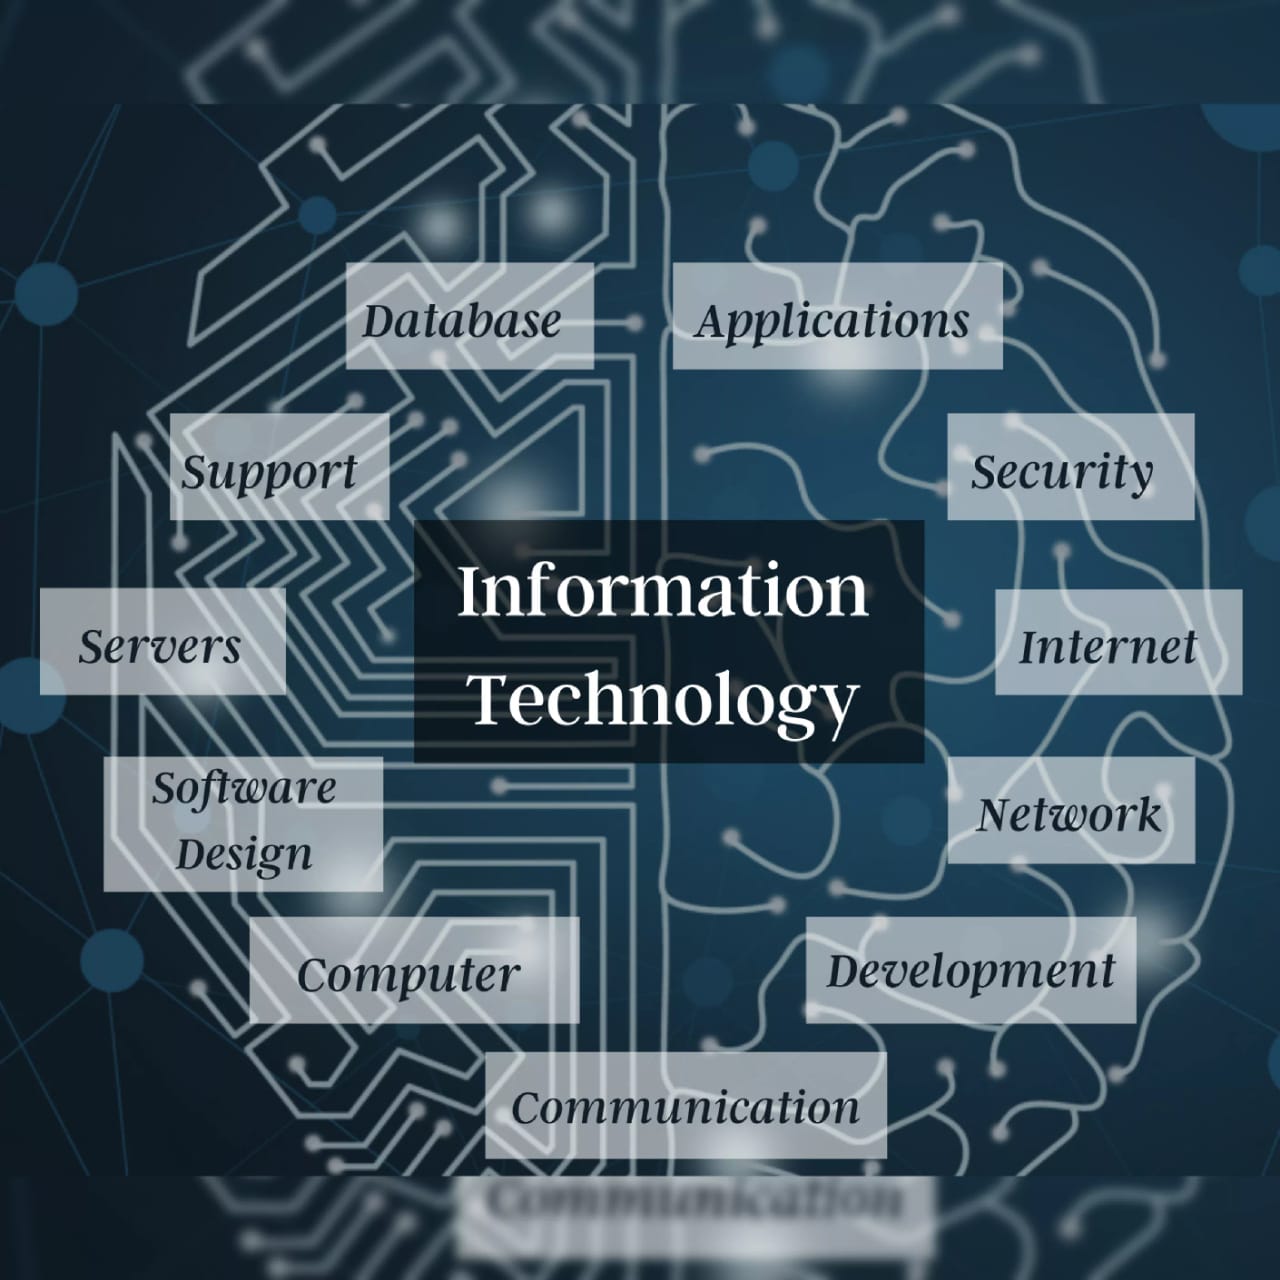 Database
Applications
Support
Security
Information
Technology
Servers
Internet
Software
Design
Network
Computer
Development
Communication
Communication